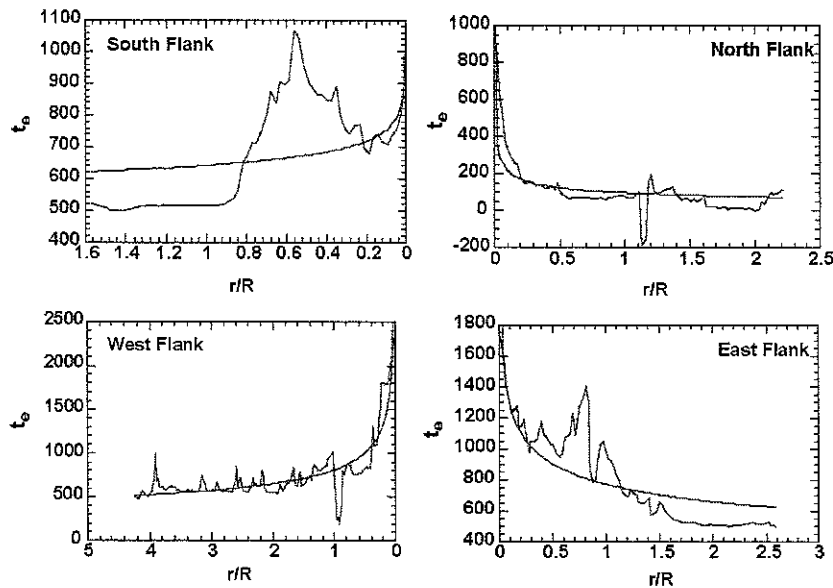 South Flank
1100
1000
900
800
700
600
500
400
1.6 1.4 1.2 1 0.8 0.6 0.4 0.2 0
t_e
r/R
North Flank
1000
800
600
400
200
0
-200
0 0.5 1 1.5 2 2.5
t_e
r/R
West Flank
2500
2000
1500
1000
500
0
5 4 3 2 1 0
t_e
r/R
East Flank
1800
1600
1400
1200
1000
800
600
400
0 0.5 1 1.5 2 2.5 3
t_e
r/R